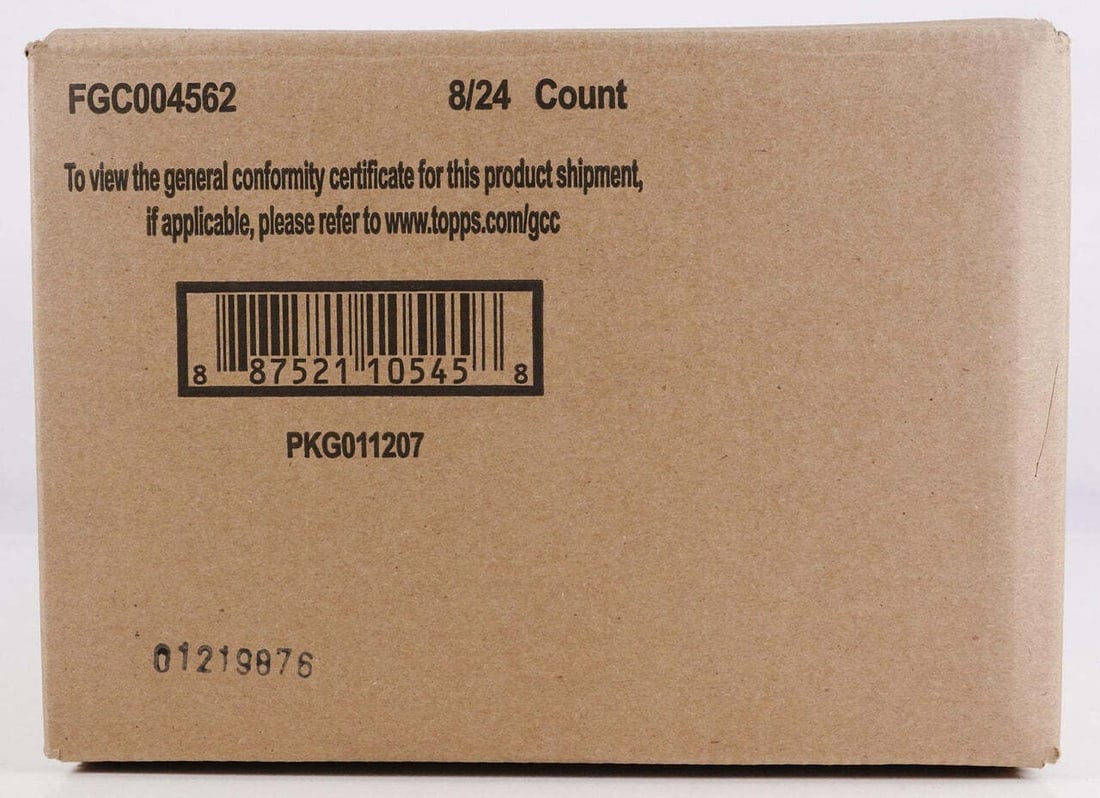 FGC004562 8/24 Count
To view the general conformity certificate for this product shipment,
if applicable, please refer to www.topps.com/gcc
8 87521 10545 8
PKG011207
01219876